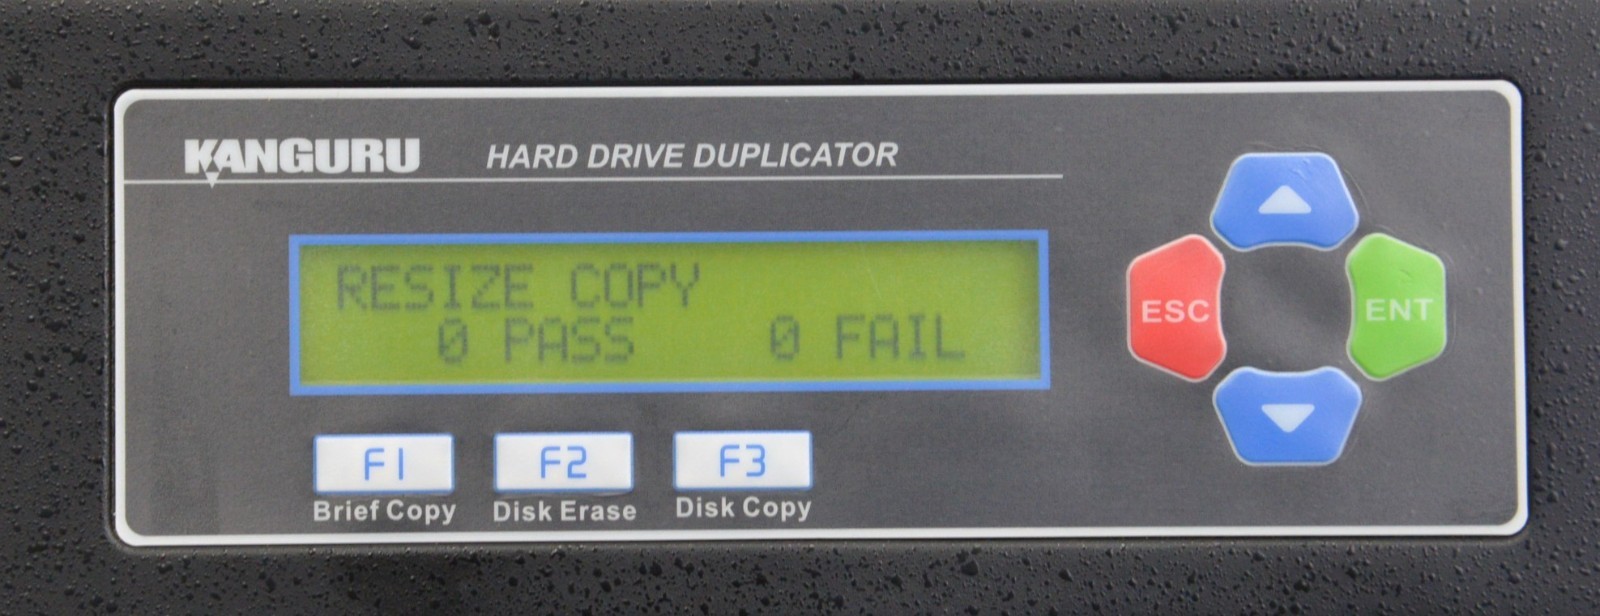 KANGURU HARD DRIVE DUPLICATOR
RESIZE COPY
0 PASS 0 FAIL
ESC ENT
F1 F2 F3
Brief Copy Disk Erase Disk Copy